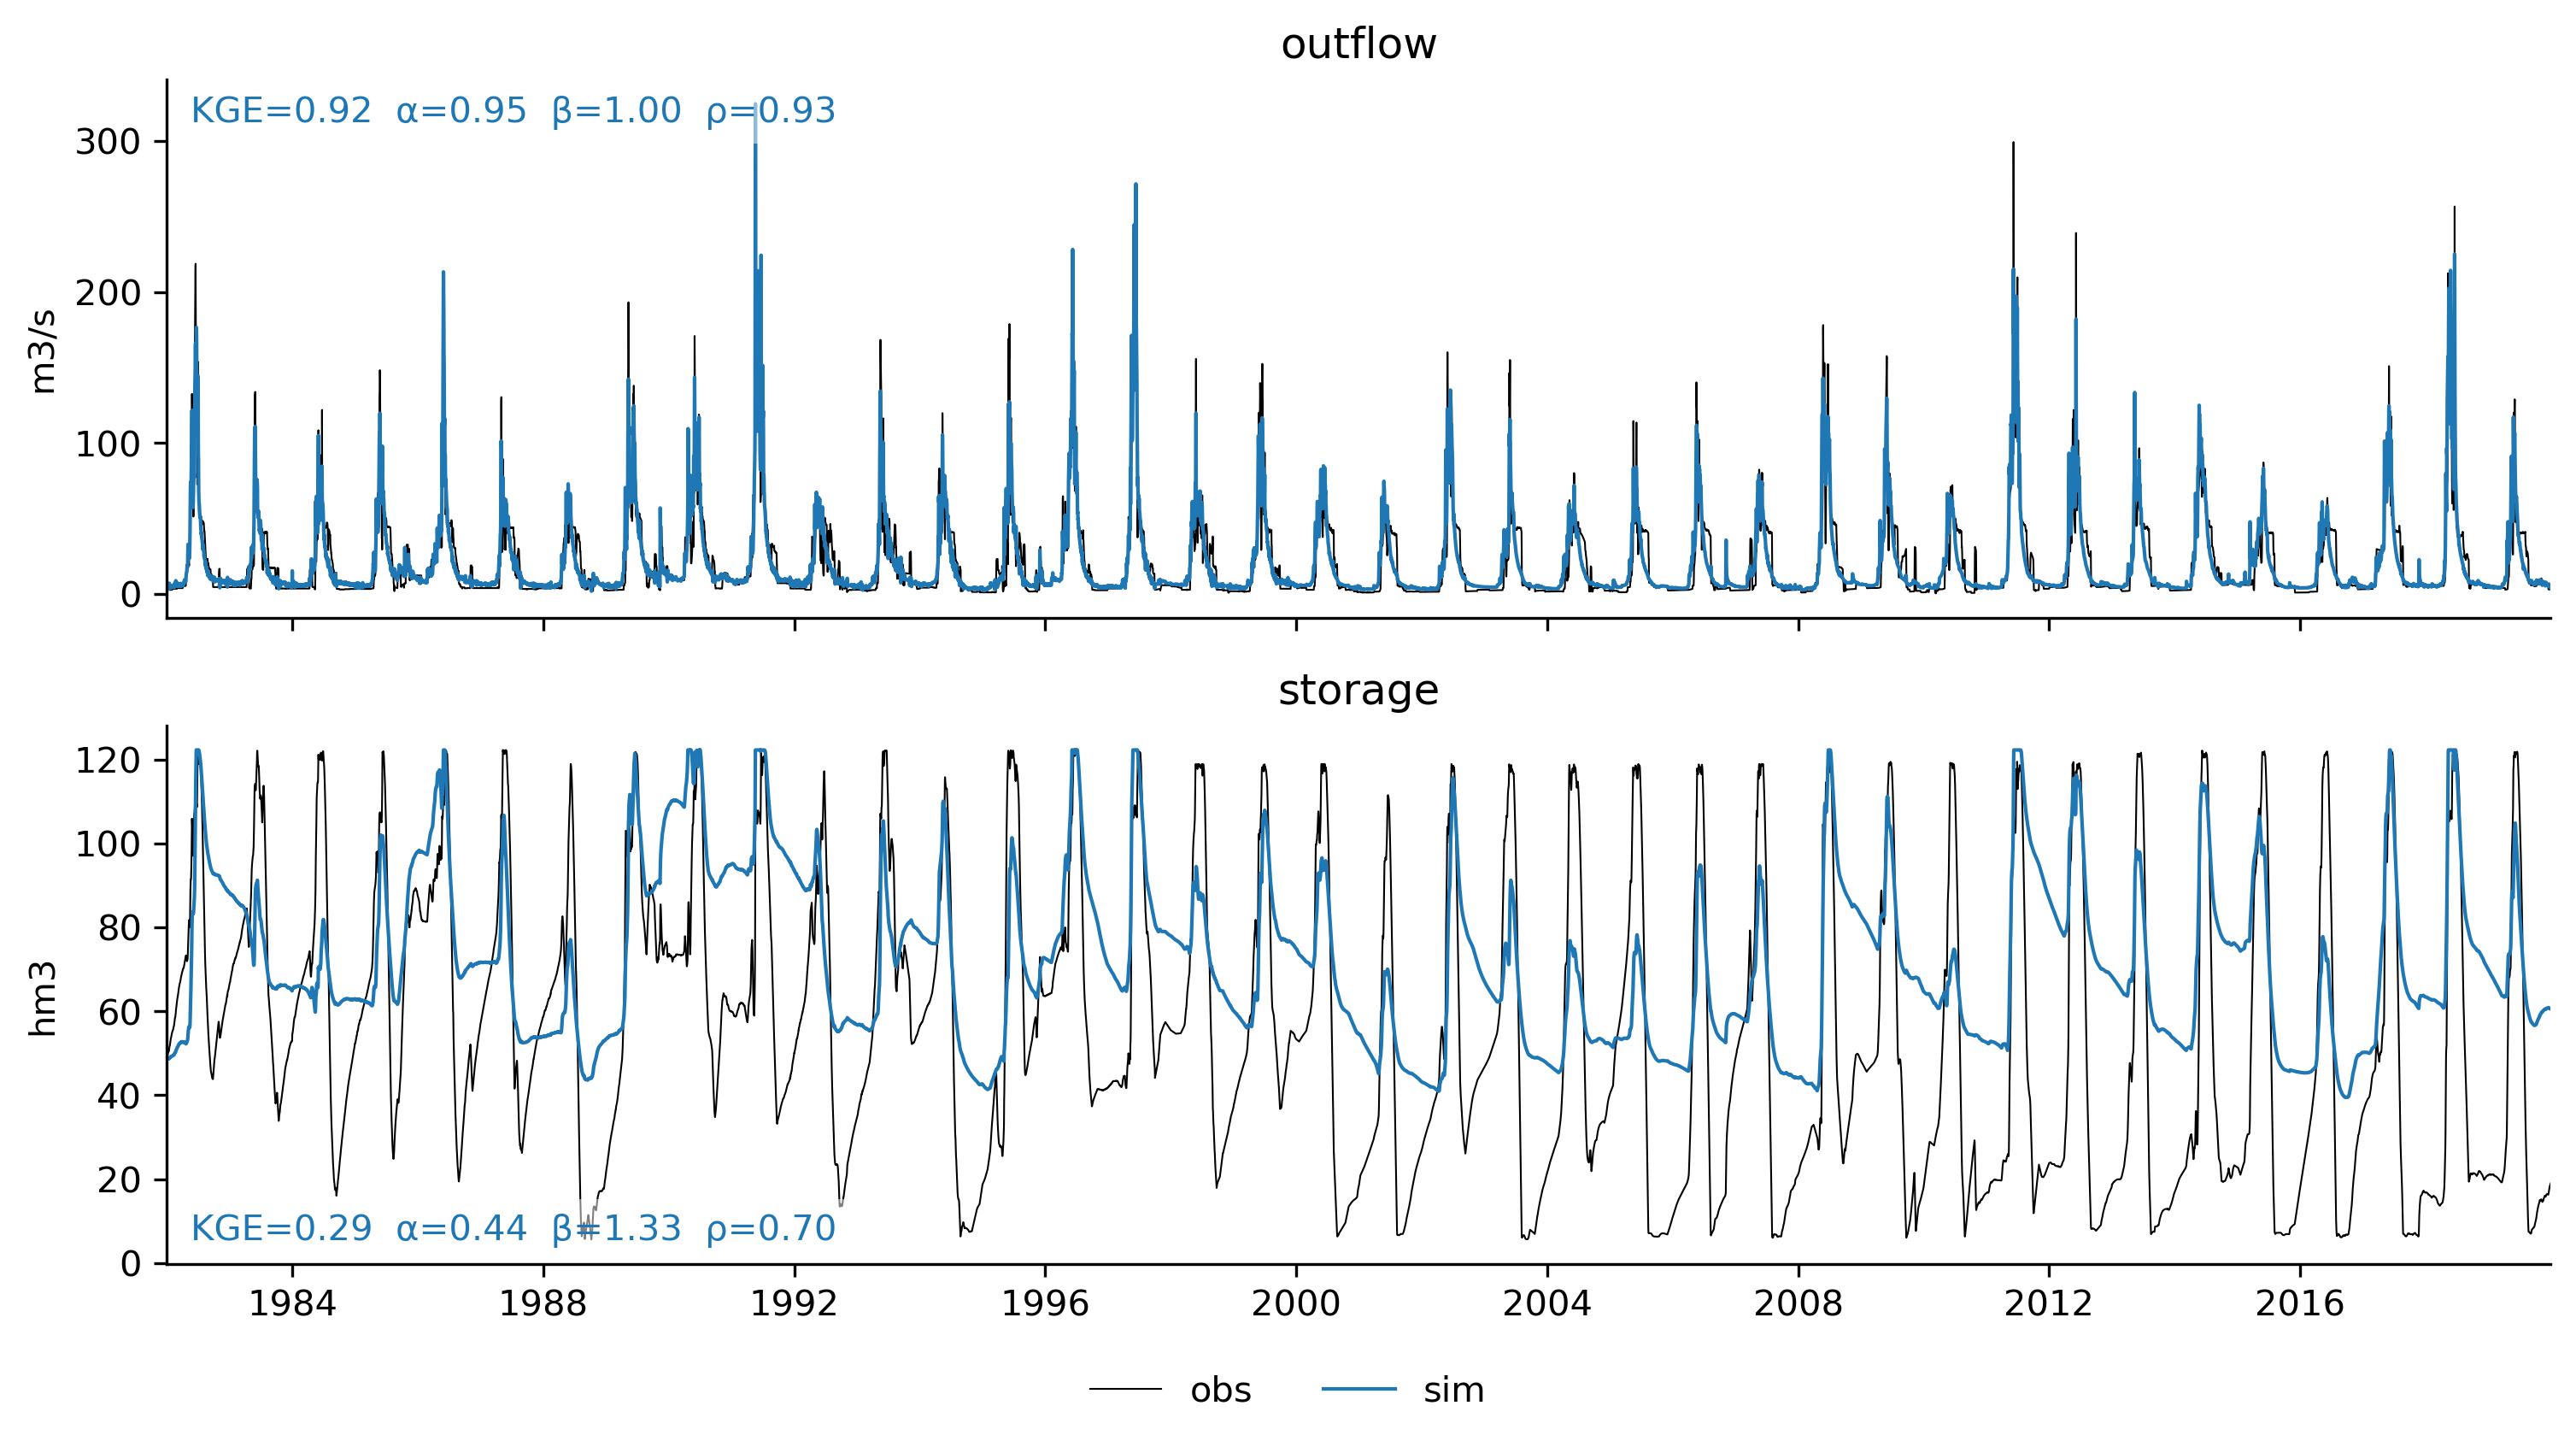 outflow
KGE=0.92 α=0.95 β=1.00 ρ=0.93
300
200
100
0
m3/s
storage
120
100
80
60
40
20
0
hm3
KGE=0.29 α=0.44 β=1.33 ρ=0.70
1984 1988 1992 1996 2000 2004 2008 2012 2016
obs sim